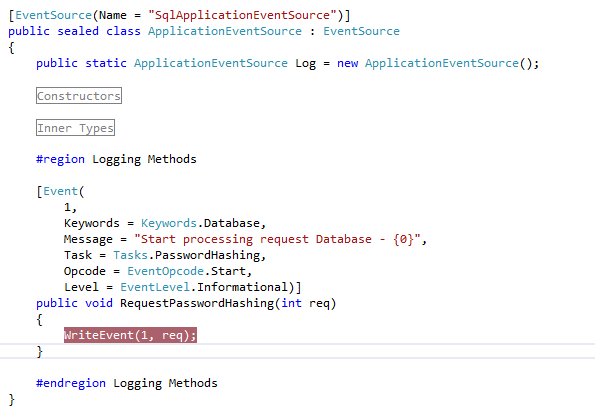 [EventSource(Name = "SqlApplicationEventSource")]
public sealed class ApplicationEventSource : EventSource
{
    public static ApplicationEventSource Log = new ApplicationEventSource();
    Constructors
    Inner Types
    #region Logging Methods
    [Event(
        1,
        Keywords = Keywords.Database,
        Message = "Start processing request Database - {0}",
        Task = Tasks.PasswordHashing,
        Opcode = EventOpcode.Start,
        Level = EventLevel.Informational)]
    public void RequestPasswordHashing(int req)
    {
        WriteEvent(1, req);
    }
    #endregion Logging Methods
}